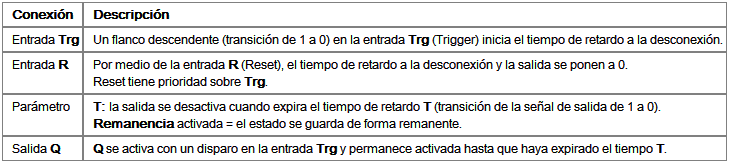 Conexión Descripción
Entrada Trg Un flanco descendente (transición de 1 a 0) en la entrada Trg (Trigger) inicia el tiempo de retardo a la desconexión.
Entrada R Por medio de la entrada R (Reset), el tiempo de retardo a la desconexión y la salida se ponen a 0.
Reset tiene prioridad sobre Trg.
Parámetro T: la salida se desactiva cuando expira el tiempo de retardo T (transición de la señal de salida de 1 a 0).
Remanencia activada = el estado se guarda de forma remanente.
Salida Q Q se activa con un disparo en la entrada Trg y permanece activada hasta que haya expirado el tiempo T.